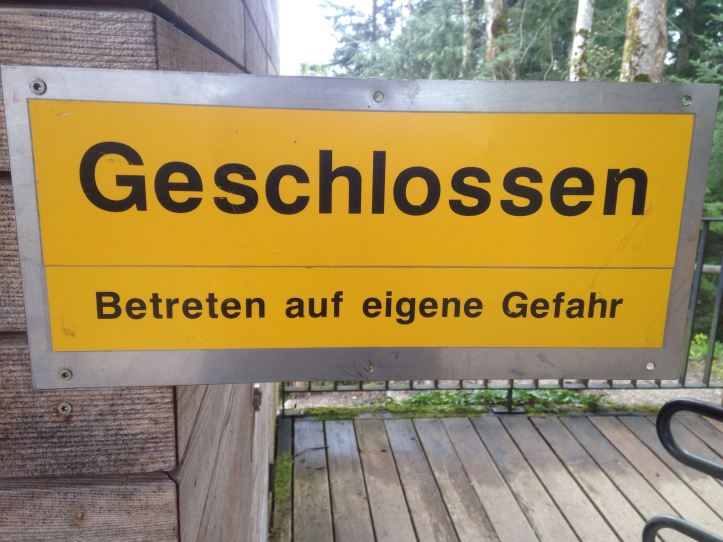 Geschlossen
Betreten auf eigene Gefahr